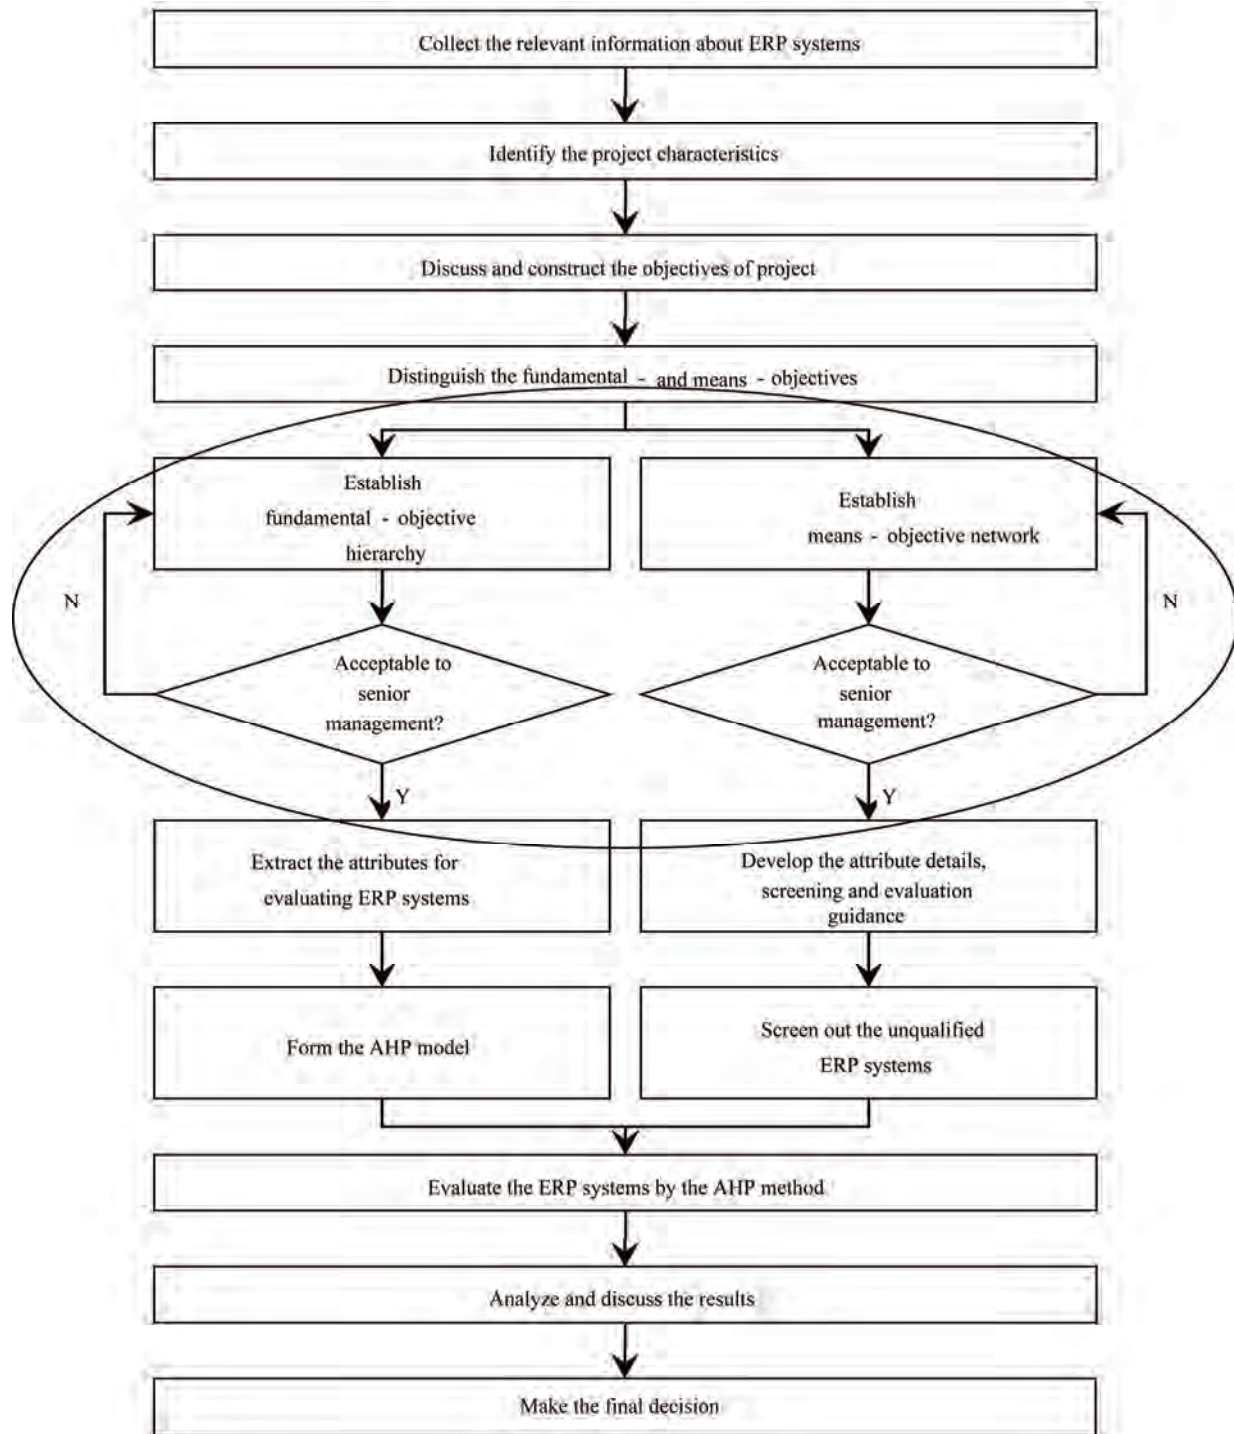 Collect the relevant information about ERP systems
Identify the project characteristics
Discuss and construct the objectives of project
Distinguish the fundamental - and means - objectives
Establish
fundamental - objective
hierarchy
Establish
means - objective network
N
N
Acceptable to
senior
management?
Acceptable to
senior
management?
Y
Y
Extract the attributes for
evaluating ERP systems
Develop the attribute details,
screening and evaluation
guidance
Form the AHP model
Screen out the unqualified
ERP systems
Evaluate the ERP systems by the AHP method
Analyze and discuss the results
Make the final decision